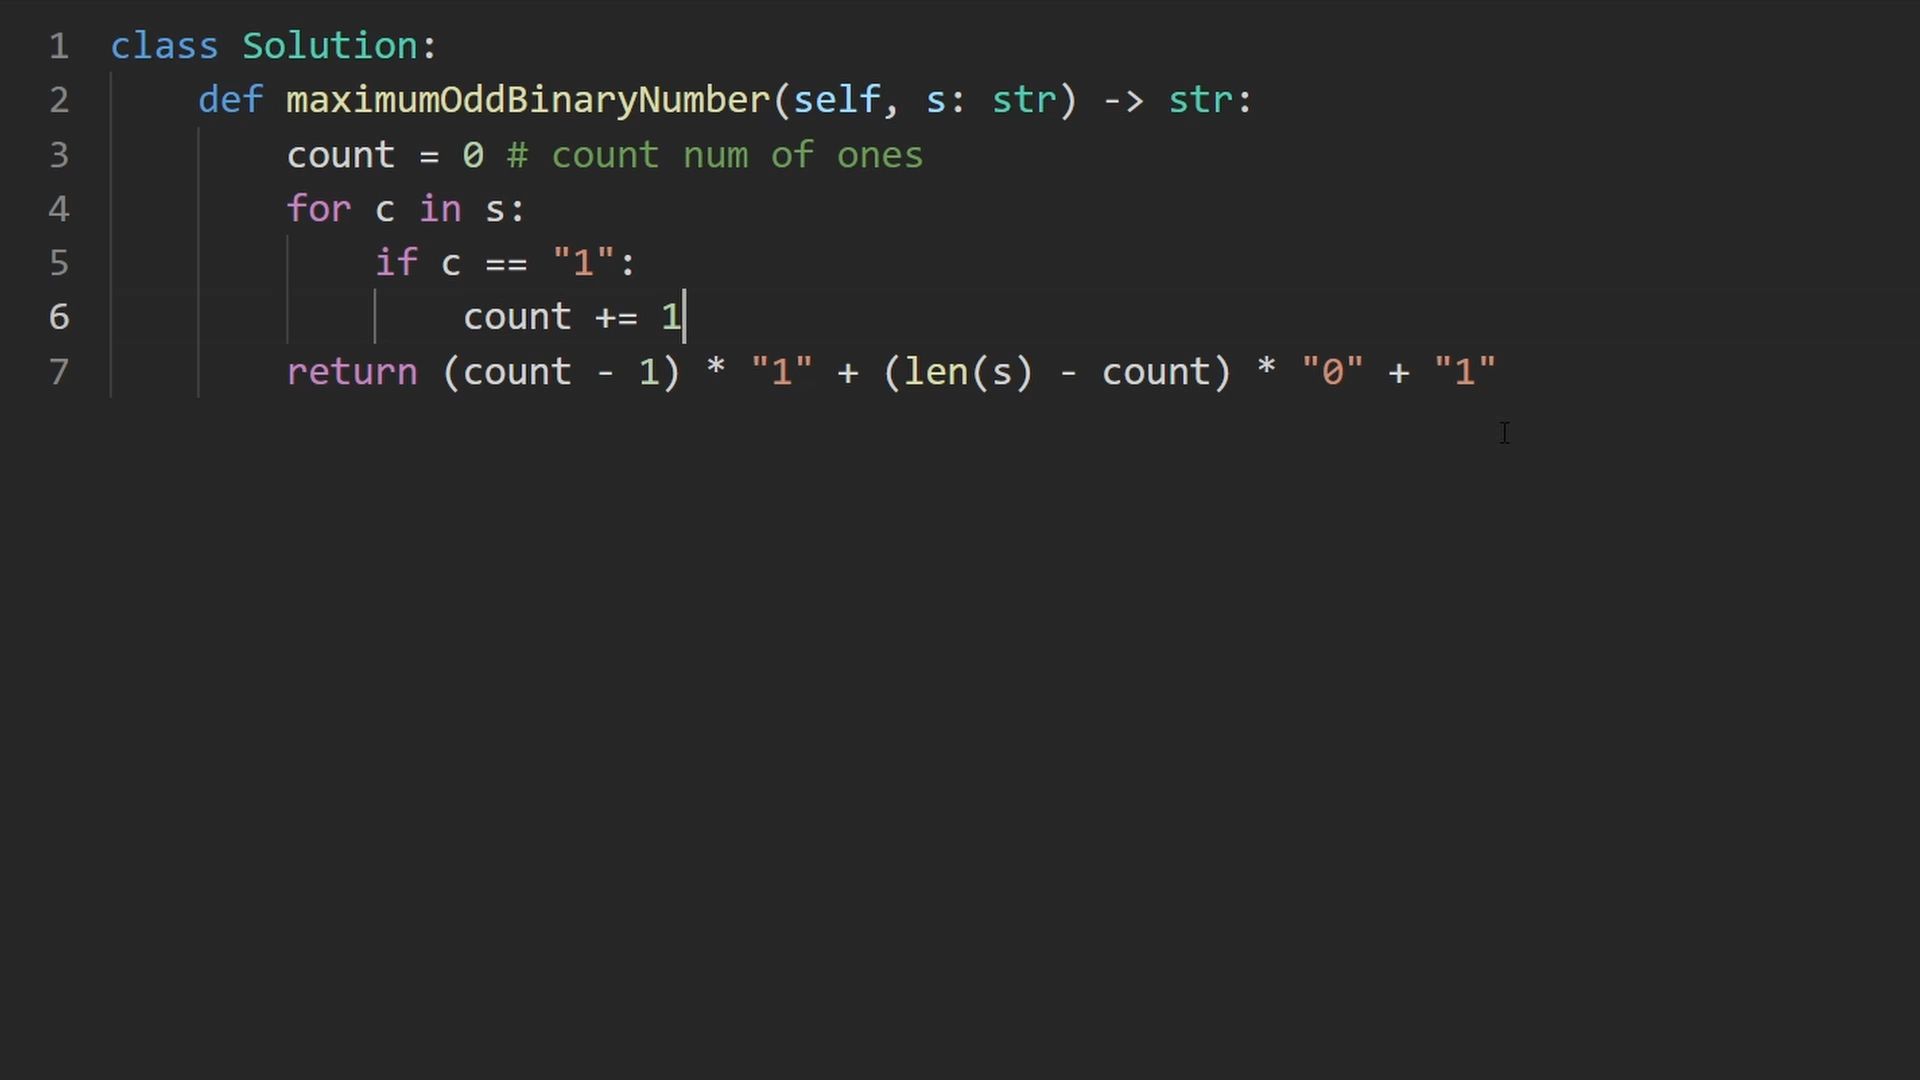 1 class Solution:
2 def maximumOddBinaryNumber(self, s: str) -> str:
3 count = 0 # count num of ones
4 for c in s:
5 if c == "1":
6 count += 1
7 return (count - 1) * "1" + (len(s) - count) * "0" + "1"